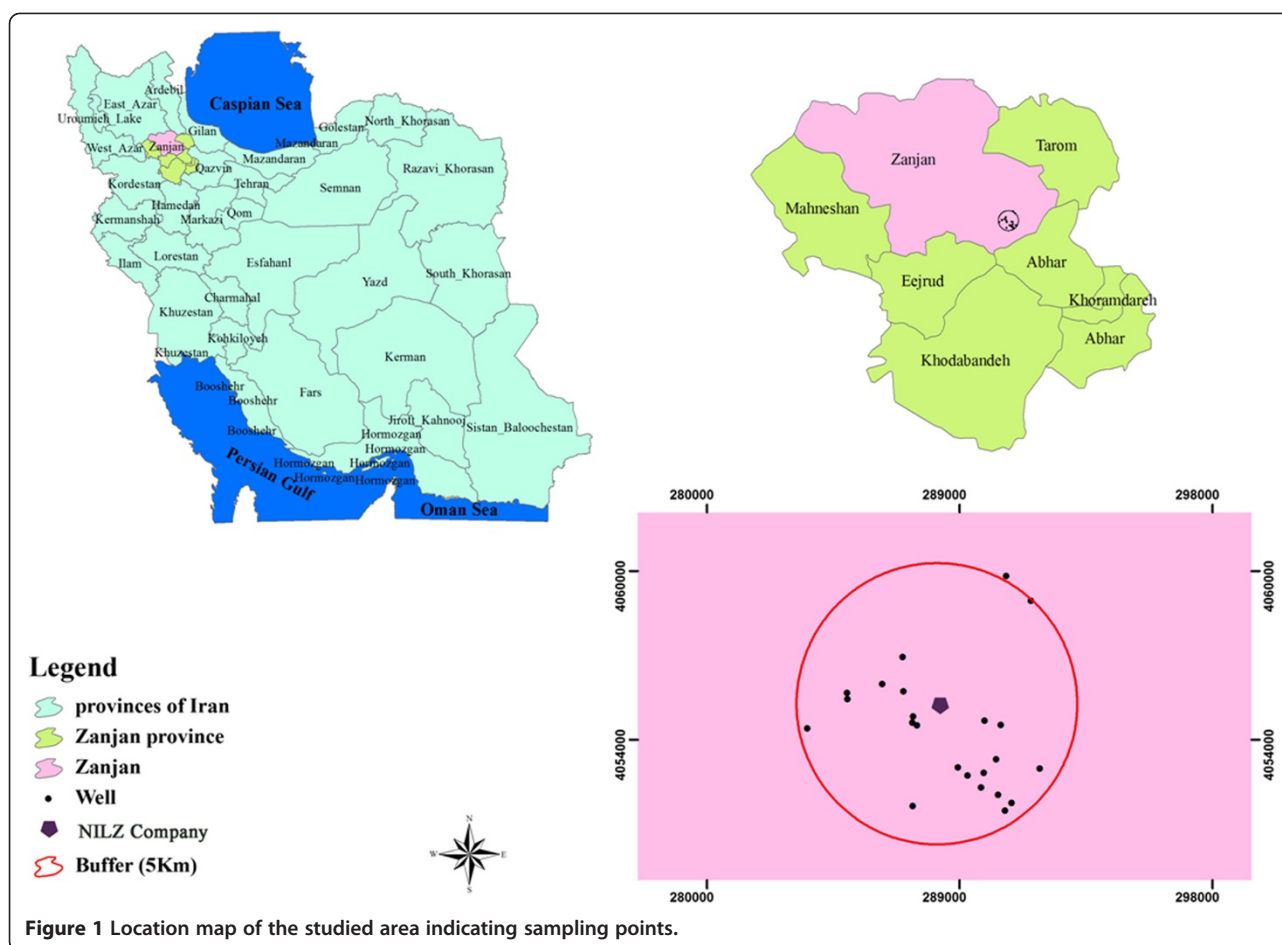 Ardebil
East_Azar
Uroumieh_Lake
West_Azar
Zanjan
Gilan
Caspian Sea
Mazandaran
Golestan
North_Khorasan
Mazandaran
Qazvin
Kordestan
Tehran
Semnan
Razavi_Khorasan
Hamedan
Kermanshah
Markazi
Qom
Ilam
Lorestan
Esfahanl
Yazd
South_Khorasan
Charmahal
Khuzestan
Kohkiloyeh
Khuzestan
Kerman
Booshehr
Booshehr
Booshehr
Fars
Jiroft_Kahnooj
Hormozgan
Hormozgan
Sistan_Baloochestan
Hormozgan
Hormozgan
Hormozgan
Hormozgan
Persian Gulf
Oman Sea
Zanjan
Tarom
Mahneshan
Abhar
Eejrud
Khoramdareh
Abhar
Khodabandeh
280000
289000
298000
4060000
4060000
4054000
4054000
280000
289000
298000
Legend
provinces of Iran
Zanjan province
Zanjan
Well
NILZ Company
Buffer (5Km)
N
W
E
S
Figure 1 Location map of the studied area indicating sampling points.